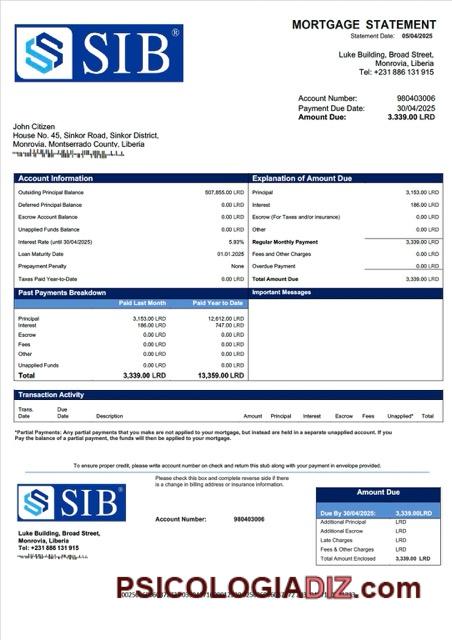 SIB®
MORTGAGE STATEMENT
Statement Date: 05/04/2025
Luke Building, Broad Street,
Monrovia, Liberia
Tel: +231 886 131 915
Account Number: 980403006
Payment Due Date: 30/04/2025
Amount Due: 3.339.00 LRD
John Citizen
House No. 45, Sinkor Road, Sinkor District,
Monrovia, Montserrado County, Liberia
Account Information
Outsiding Principal Balance 507,855.00 LRD
Deferred Principal Balance 0.00 LRD
Escrow Account Balance 0.00 LRD
Unapplied Funds Balance 0.00 LRD
Interest Rate (until 30/04/2025) 5.93%
Loan Maturity Date 01.01.2025
Prepayment Penalty None
Taxes Paid Year-to-Date 0.00 LRD
Explanation of Amount Due
Principal 3,153.00 LRD
Interest 186.00 LRD
Escrow (For Taxes and/or insurance) 0.00 LRD
Other 0.00 LRD
Regular Monthly Payment 3,339.00 LRD
Fees and Other Charges 0.00 LRD
Overdue Payment 0.00 LRD
Total Amount Due 3,339.00 LRD
Past Payments Breakdown
Paid Last Month Paid Year to Date
Principal 3,153.00 LRD 12,612.00 LRD
Interest 186.00 LRD 747.00 LRD
Escrow 0.00 LRD 0.00 LRD
Fees 0.00 LRD 0.00 LRD
Other 0.00 LRD 0.00 LRD
Unapplied Funds 0.00 LRD 0.00 LRD
Total 3,339.00 LRD 13,359.00 LRD
Important Messages
Transaction Activity
Trans. Date Due Date Description Amount Principal Interest Escrow Fees Unapplied* Total
*Partial Payments: Any partial payments that you make are not applied to your mortgage, but instead are held in a separate unapplied account. If you
Pay the balance of a partial payment, the funds will then be applied to your mortgage.
To ensure proper credit, please write account number on check and return this stub along with your payment in envelope provided.
SIB®
Please check this box and complete reverse side if there
is a change in billing address or insurance information.
Account Number: 980403006
Luke Building, Broad Street,
Monrovia, Liberia
Tel: +231 886 131 915
Amount Due
Due By 30/04/2025: 3,339.00LRD
Additional Principal LRD
Additional Escrow LRD
Late Charges LRD
Fees & Other Charges LRD
Total Amount Enclosed 3,339.00 LRD
PSICOLOGIADIZ.com